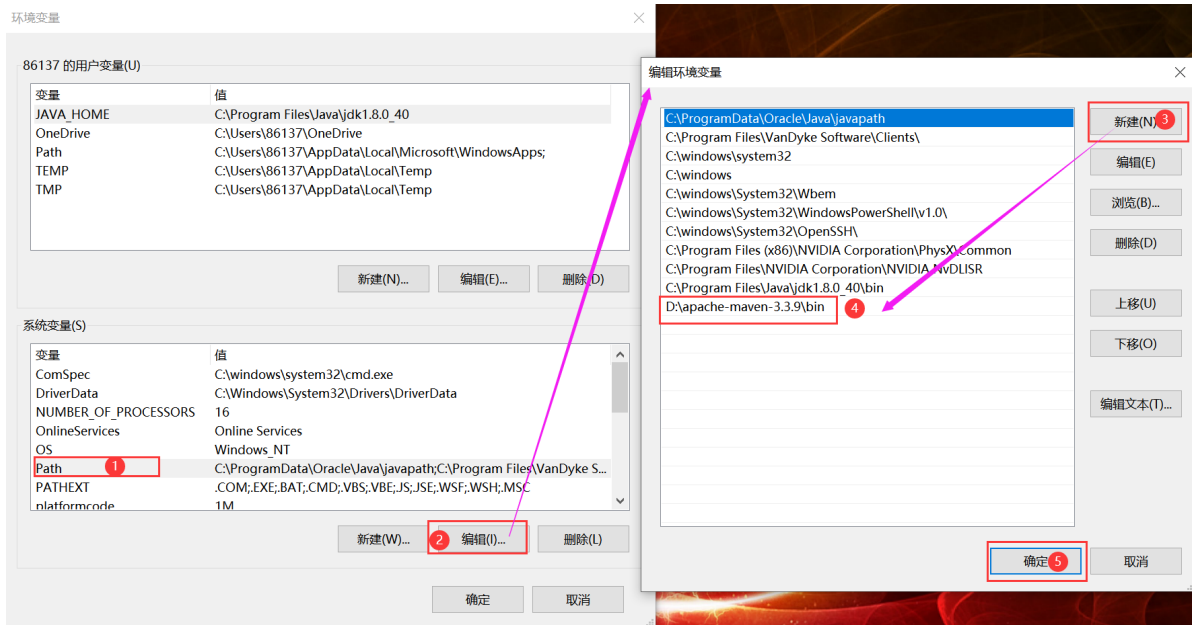 环境变量
86137 的用户变量(U)
变量 值
JAVA_HOME C:\Program Files\Java\jdk1.8.0_40
OneDrive C:\Users\86137\OneDrive
Path C:\Users\86137\AppData\Local\Microsoft\WindowsApps;
TEMP C:\Users\86137\AppData\Local\Temp
TMP C:\Users\86137\AppData\Local\Temp
新建(N)... 编辑(E)... 删除(D)
系统变量(S)
变量 值
ComSpec C:\windows\system32\cmd.exe
DriverData C:\Windows\System32\Drivers\DriverData
NUMBER_OF_PROCESSORS 16
OnlineServices Online Services
OS Windows_NT
Path 1 C:\ProgramData\Oracle\Java\javapath;C:\Program Files\VanDyke S...
PATHEXT .COM;.EXE;.BAT;.CMD;.VBS;.VBE;.JS;.JSE;.WSF;.WSH;.MSC
platformcode 1M
新建(W)... 2 编辑(I)... 删除(L)
确定 取消
编辑环境变量
C:\ProgramData\Oracle\Java\javapath
C:\Program Files\VanDyke Software\Clients\
C:\windows\system32
C:\windows
C:\windows\System32\Wbem
C:\windows\System32\WindowsPowerShell\v1.0\
C:\windows\System32\OpenSSH\
C:\Program Files (x86)\NVIDIA Corporation\PhysX\Common
C:\Program Files\NVIDIA Corporation\NVIDIA NvDLISR
C:\Program Files\Java\jdk1.8.0_40\bin
D:\apache-maven-3.3.9\bin 4
新建(N) 3
编辑(E)
浏览(B)...
删除(D)
上移(U)
下移(O)
编辑文本(T)...
确定 5 取消